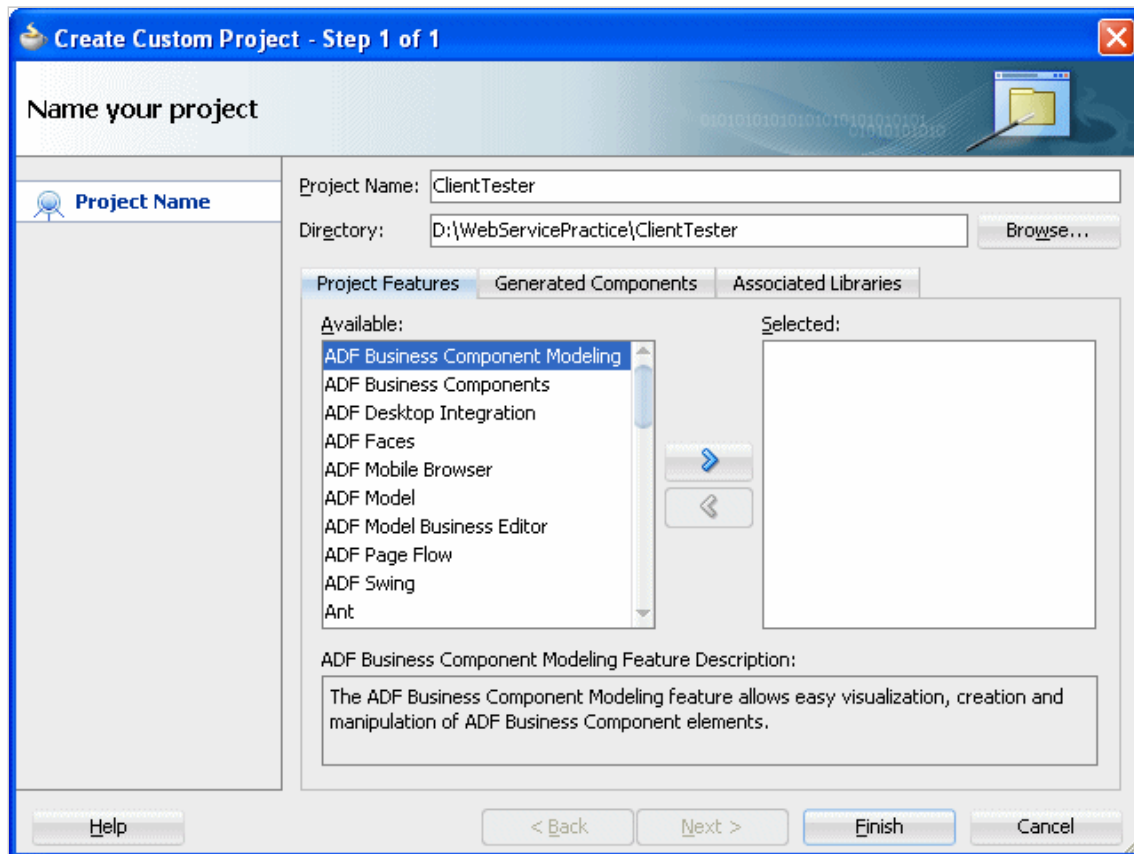 Create Custom Project - Step 1 of 1
Name your project
Project Name
Project Name: ClientTester
Directory: D:\WebServicePractice\ClientTester Browse...
Project Features Generated Components Associated Libraries
Available: Selected:
ADF Business Component Modeling
ADF Business Components
ADF Desktop Integration
ADF Faces
ADF Mobile Browser
ADF Model
ADF Model Business Editor
ADF Page Flow
ADF Swing
Ant
ADF Business Component Modeling Feature Description:
The ADF Business Component Modeling feature allows easy visualization, creation and
manipulation of ADF Business Component elements.
Help < Back Next > Finish Cancel